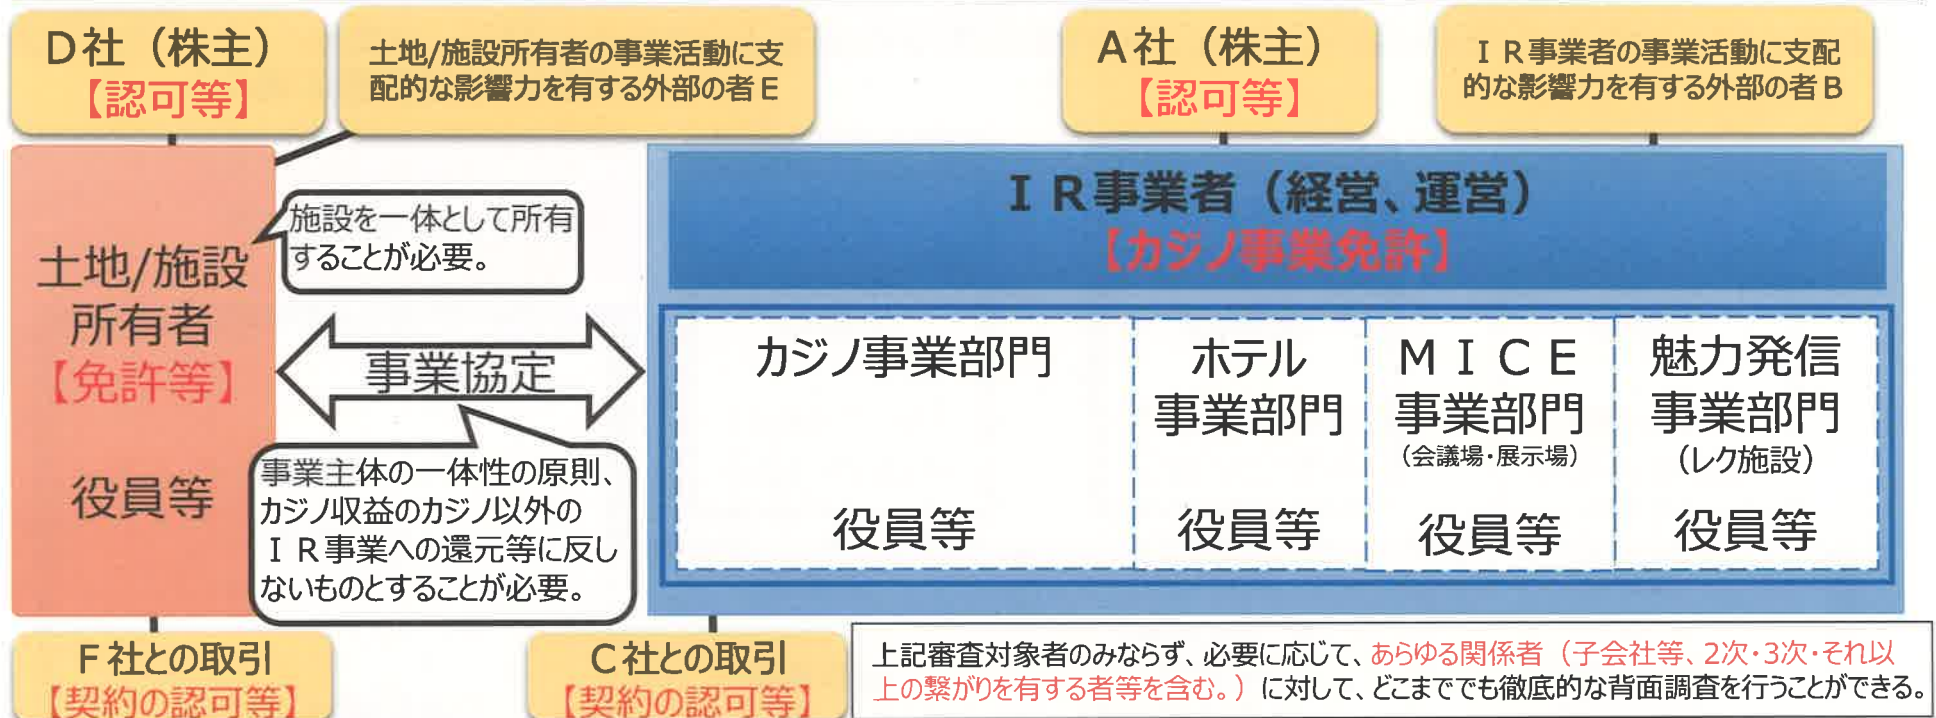 D社（株主）
【認可等】
土地/施設所有者の事業活動に支
配的な影響力を有する外部の者E
A社（株主）
【認可等】
IR事業者の事業活動に支配
的な影響力を有する外部の者B
土地/施設
所有者
【免許等】
役員等
施設を一体として所有
することが必要。
事業協定
事業主体の一体性の原則、
カジノ収益のカジノ以外の
IR事業への還元等に反し
ないものとすることが必要。
IR事業者（経営、運営）
【カジノ事業免許】
カジノ事業部門
役員等
ホテル
事業部門
役員等
MICE
事業部門
（会議場・展示場）
役員等
魅力発信
事業部門
（レク施設）
役員等
F社との取引
【契約の認可等】
C社との取引
【契約の認可等】
上記審査対象者のみならず、必要に応じて、あらゆる関係者（子会社等、2次・3次・それ以
上の繋がりを有する者等を含む。）に対して、どこまででも徹底的な背面調査を行うことができる。